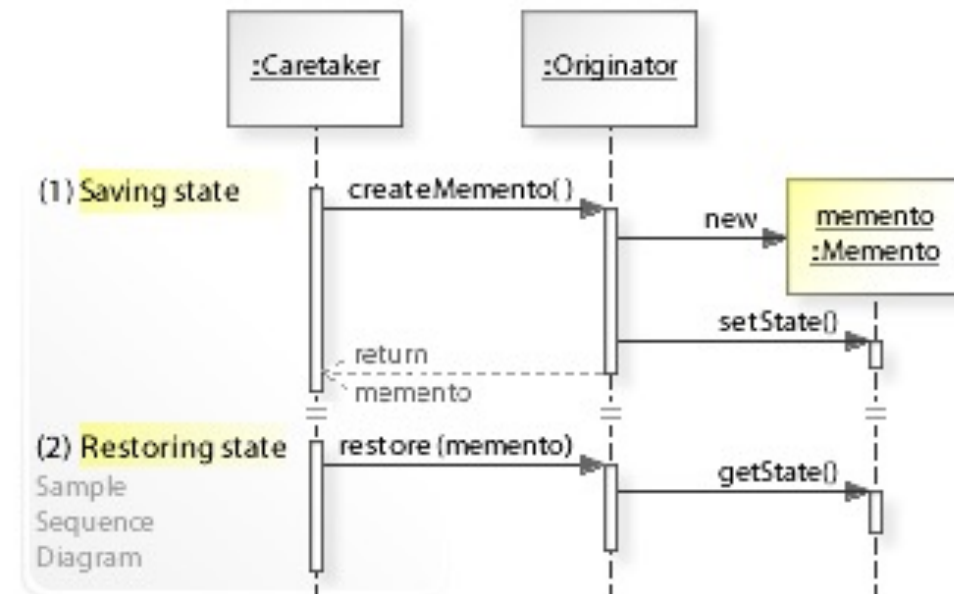 :Caretaker
:Originator
(1) Saving state
createMemento( )
new
memento
:Memento
setState()
return
memento
(2) Restoring state
restore (memento)
getState()
Sample
Sequence
Diagram